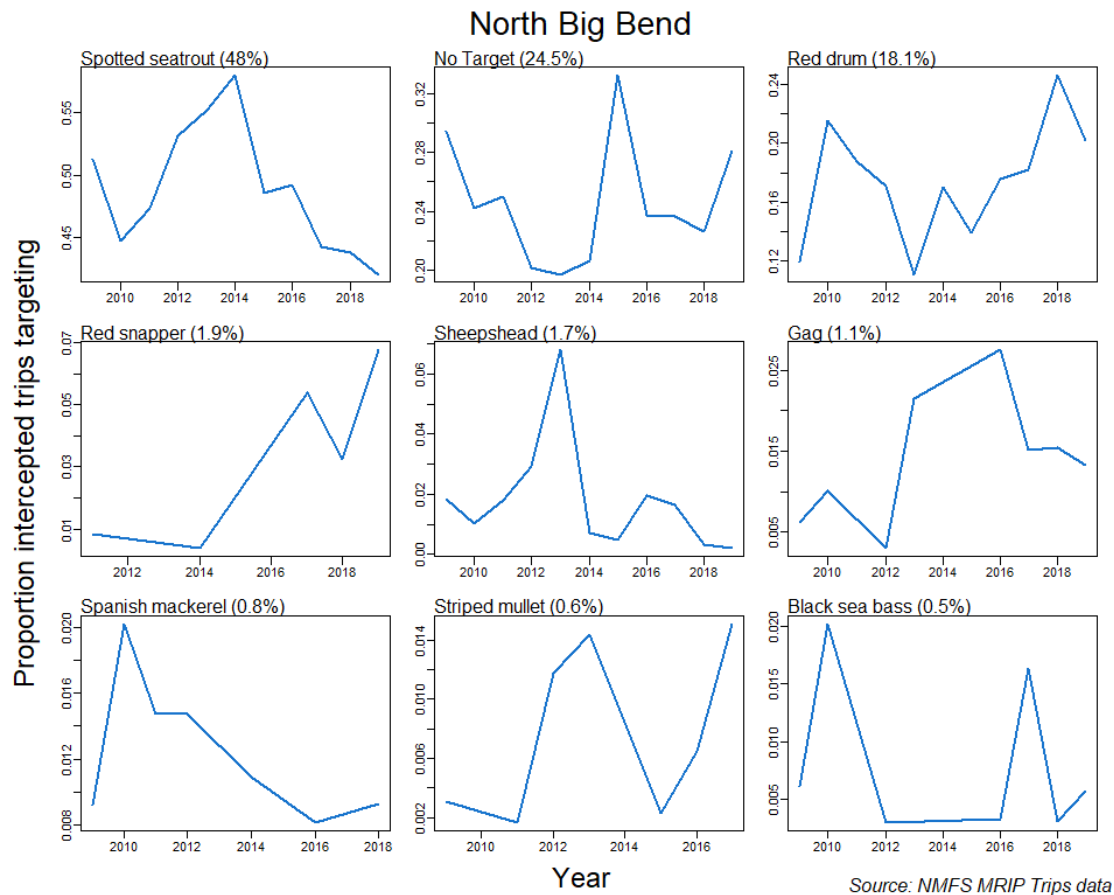 North Big Bend
Spotted seatrout (48%)
No Target (24.5%)
Red drum (18.1%)
0.45 0.50 0.55
2010 2012 2014 2016 2018
0.20 0.24 0.28 0.32
2010 2012 2014 2016 2018
0.12 0.16 0.20 0.24
2010 2012 2014 2016 2018
Proportion intercepted trips targeting
Red snapper (1.9%)
Sheepshead (1.7%)
Gag (1.1%)
0.01 0.03 0.05 0.07
2012 2014 2016 2018
0.00 0.02 0.04 0.06
2010 2012 2014 2016 2018
0.005 0.015 0.025
2010 2012 2014 2016 2018
Spanish mackerel (0.8%)
Striped mullet (0.6%)
Black sea bass (0.5%)
0.008 0.012 0.016 0.020
2010 2012 2014 2016 2018
0.002 0.006 0.010 0.014
2010 2012 2014 2016
0.005 0.010 0.015 0.020
2010 2012 2014 2016 2018
Year
Source: NMFS MRIP Trips data